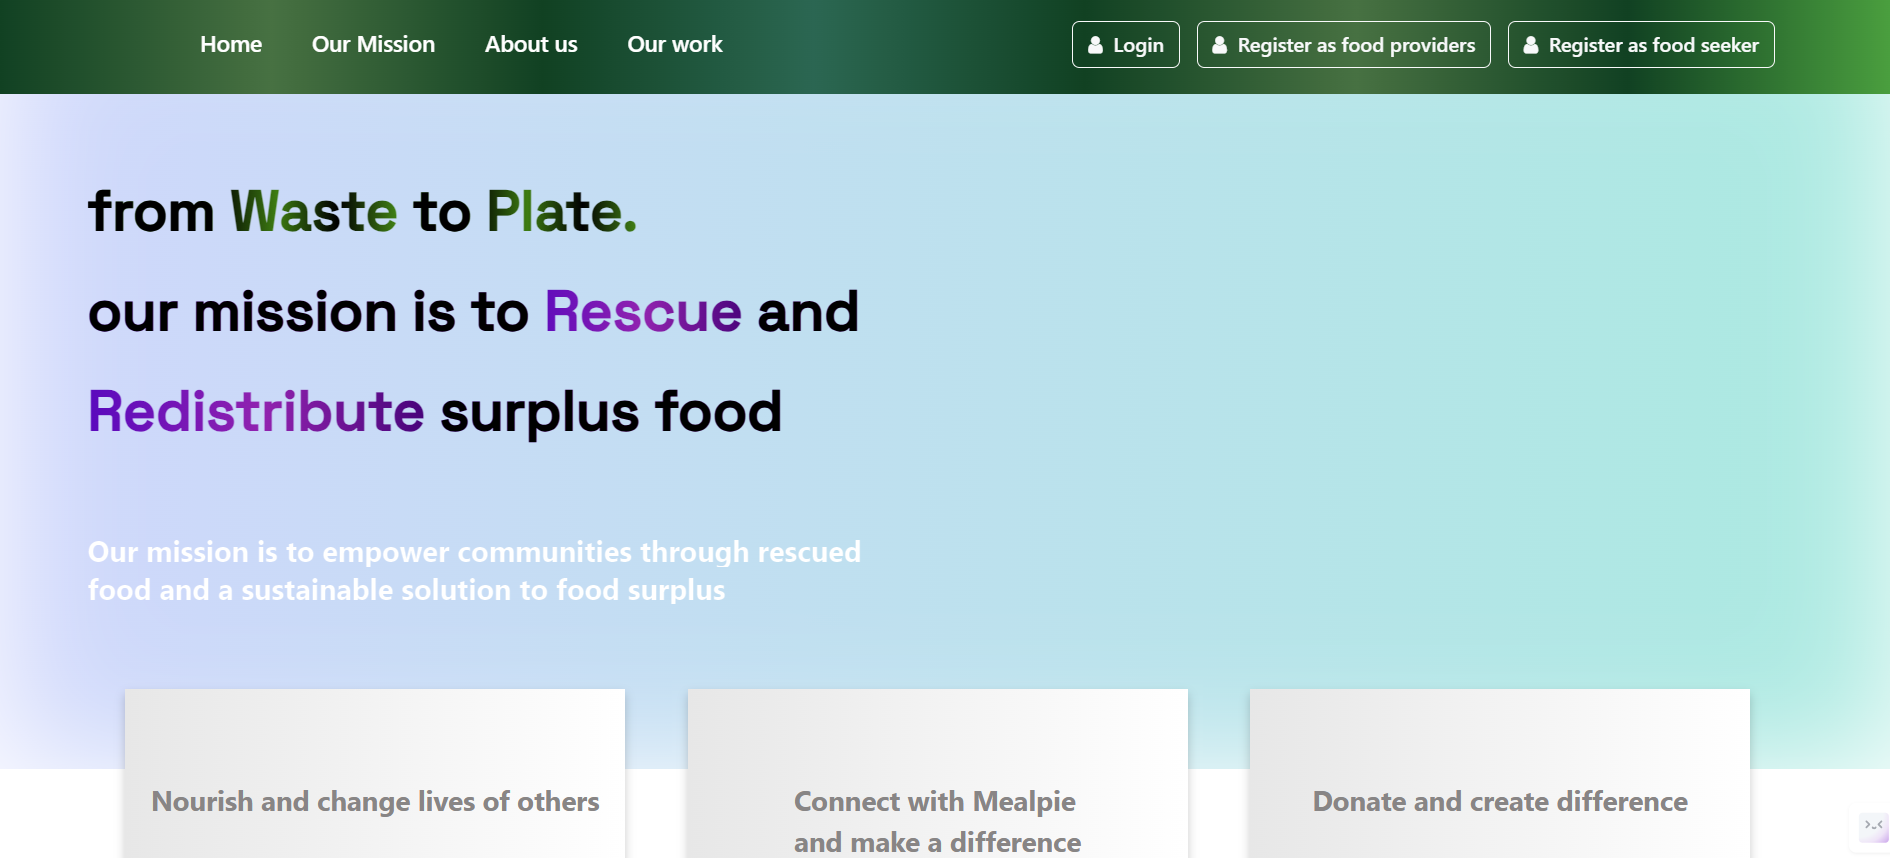 Home Our Mission About us Our work Login Register as food providers Register as food seeker
from Waste to Plate.
our mission is to Rescue and
Redistribute surplus food
Our mission is to empower communities through rescued
food and a sustainable solution to food surplus
Nourish and change lives of others
Connect with Mealpie
and make a difference
Donate and create difference